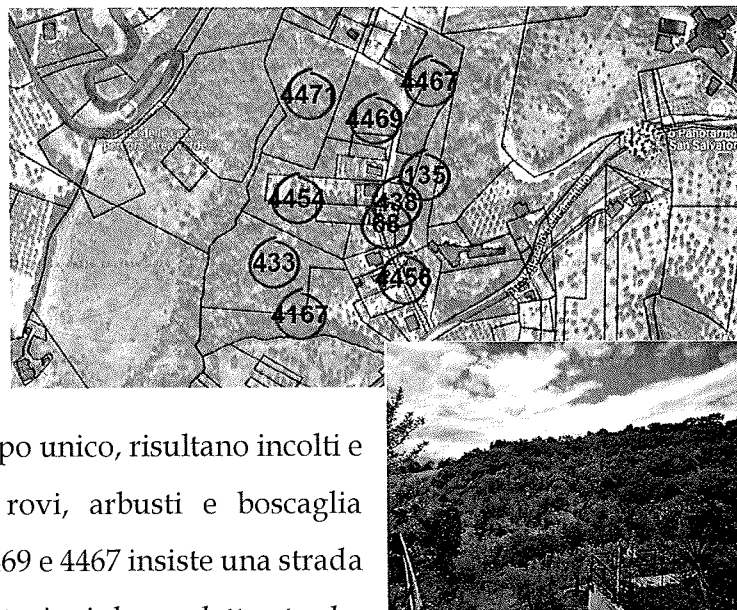 4467
4471
4469
Panoramic
San Salvator
135
4454
438
433
4456
4167
po unico, risultano incolti e
rovi, arbusti e boscaglia
69 e 4467 insiste una strada